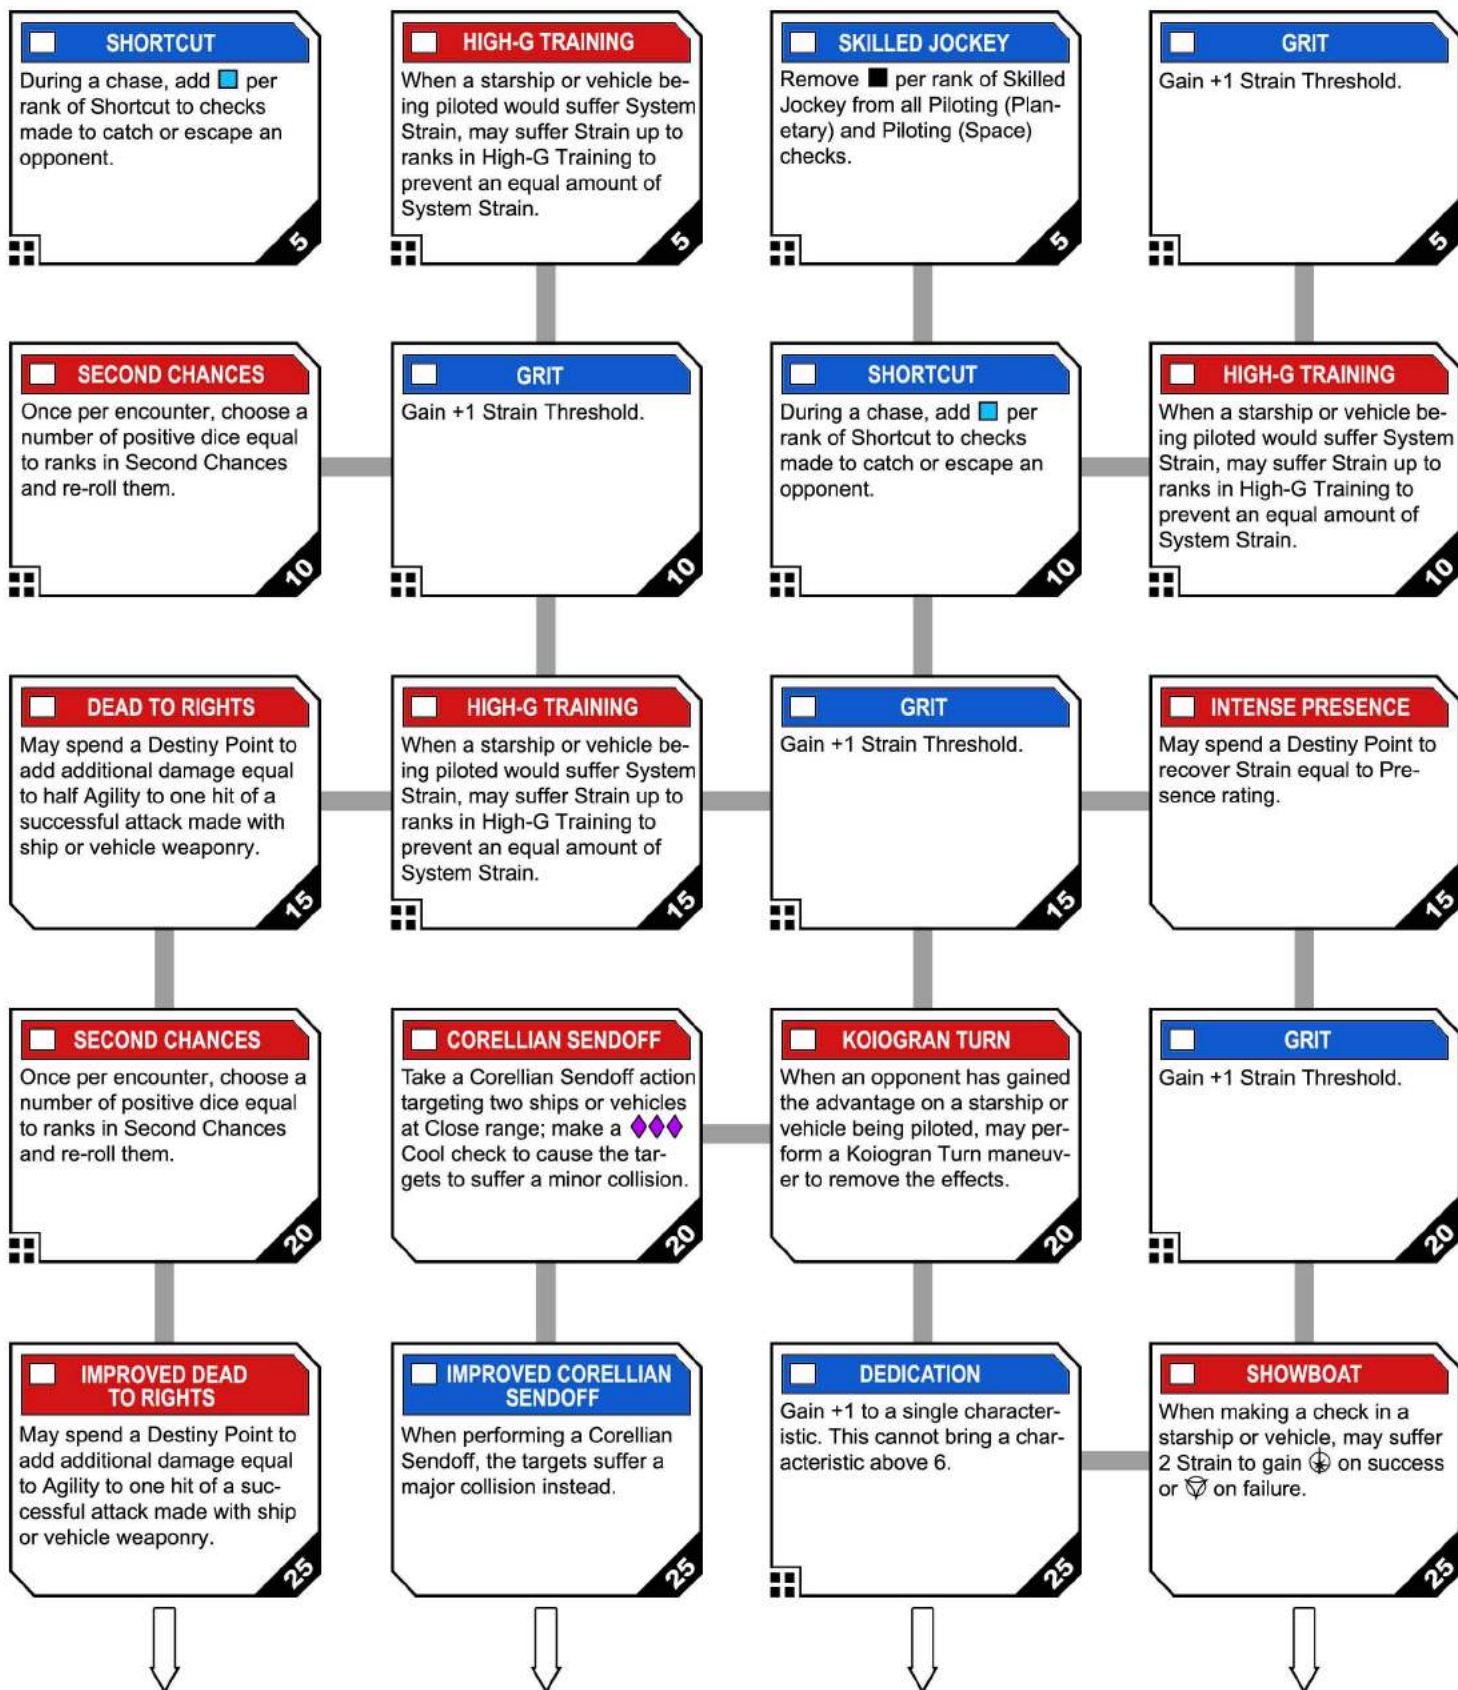 SHORTCUT
During a chase, add per
rank of Shortcut to checks
made to catch or escape an
opponent.
5
HIGH-G TRAINING
When a starship or vehicle be-
ing piloted would suffer System
Strain, may suffer Strain up to
ranks in High-G Training to
prevent an equal amount of
System Strain.
5
SKILLED JOCKEY
Remove per rank of Skilled
Jockey from all Piloting (Plan-
etary) and Piloting (Space)
checks.
5
GRIT
Gain +1 Strain Threshold.
5
SECOND CHANCES
Once per encounter, choose a
number of positive dice equal
to ranks in Second Chances
and re-roll them.
10
GRIT
Gain +1 Strain Threshold.
10
SHORTCUT
During a chase, add per
rank of Shortcut to checks
made to catch or escape an
opponent.
10
HIGH-G TRAINING
When a starship or vehicle be-
ing piloted would suffer System
Strain, may suffer Strain up to
ranks in High-G Training to
prevent an equal amount of
System Strain.
10
DEAD TO RIGHTS
May spend a Destiny Point to
add additional damage equal
to half Agility to one hit of a
successful attack made with
ship or vehicle weaponry.
15
HIGH-G TRAINING
When a starship or vehicle be-
ing piloted would suffer System
Strain, may suffer Strain up to
ranks in High-G Training to
prevent an equal amount of
System Strain.
15
GRIT
Gain +1 Strain Threshold.
15
INTENSE PRESENCE
May spend a Destiny Point to
recover Strain equal to Pre-
sence rating.
15
SECOND CHANCES
Once per encounter, choose a
number of positive dice equal
to ranks in Second Chances
and re-roll them.
20
CORELLIAN SENDOFF
Take a Corellian Sendoff action
targeting two ships or vehicles
at Close range; make a
Cool check to cause the tar-
gets to suffer a minor collision.
20
KOIOGRAN TURN
When an opponent has gained
the advantage on a starship or
vehicle being piloted, may per-
form a Koiogran Turn maneuv-
er to remove the effects.
20
GRIT
Gain +1 Strain Threshold.
20
IMPROVED DEAD
TO RIGHTS
May spend a Destiny Point to
add additional damage equal
to Agility to one hit of a suc-
cessful attack made with ship
or vehicle weaponry.
25
IMPROVED CORELLIAN
SENDOFF
When performing a Corellian
Sendoff, the targets suffer a
major collision instead.
25
DEDICATION
Gain +1 to a single character-
istic. This cannot bring a char-
acteristic above 6.
25
SHOWBOAT
When making a check in a
starship or vehicle, may suffer
2 Strain to gain on success
or on failure.
25